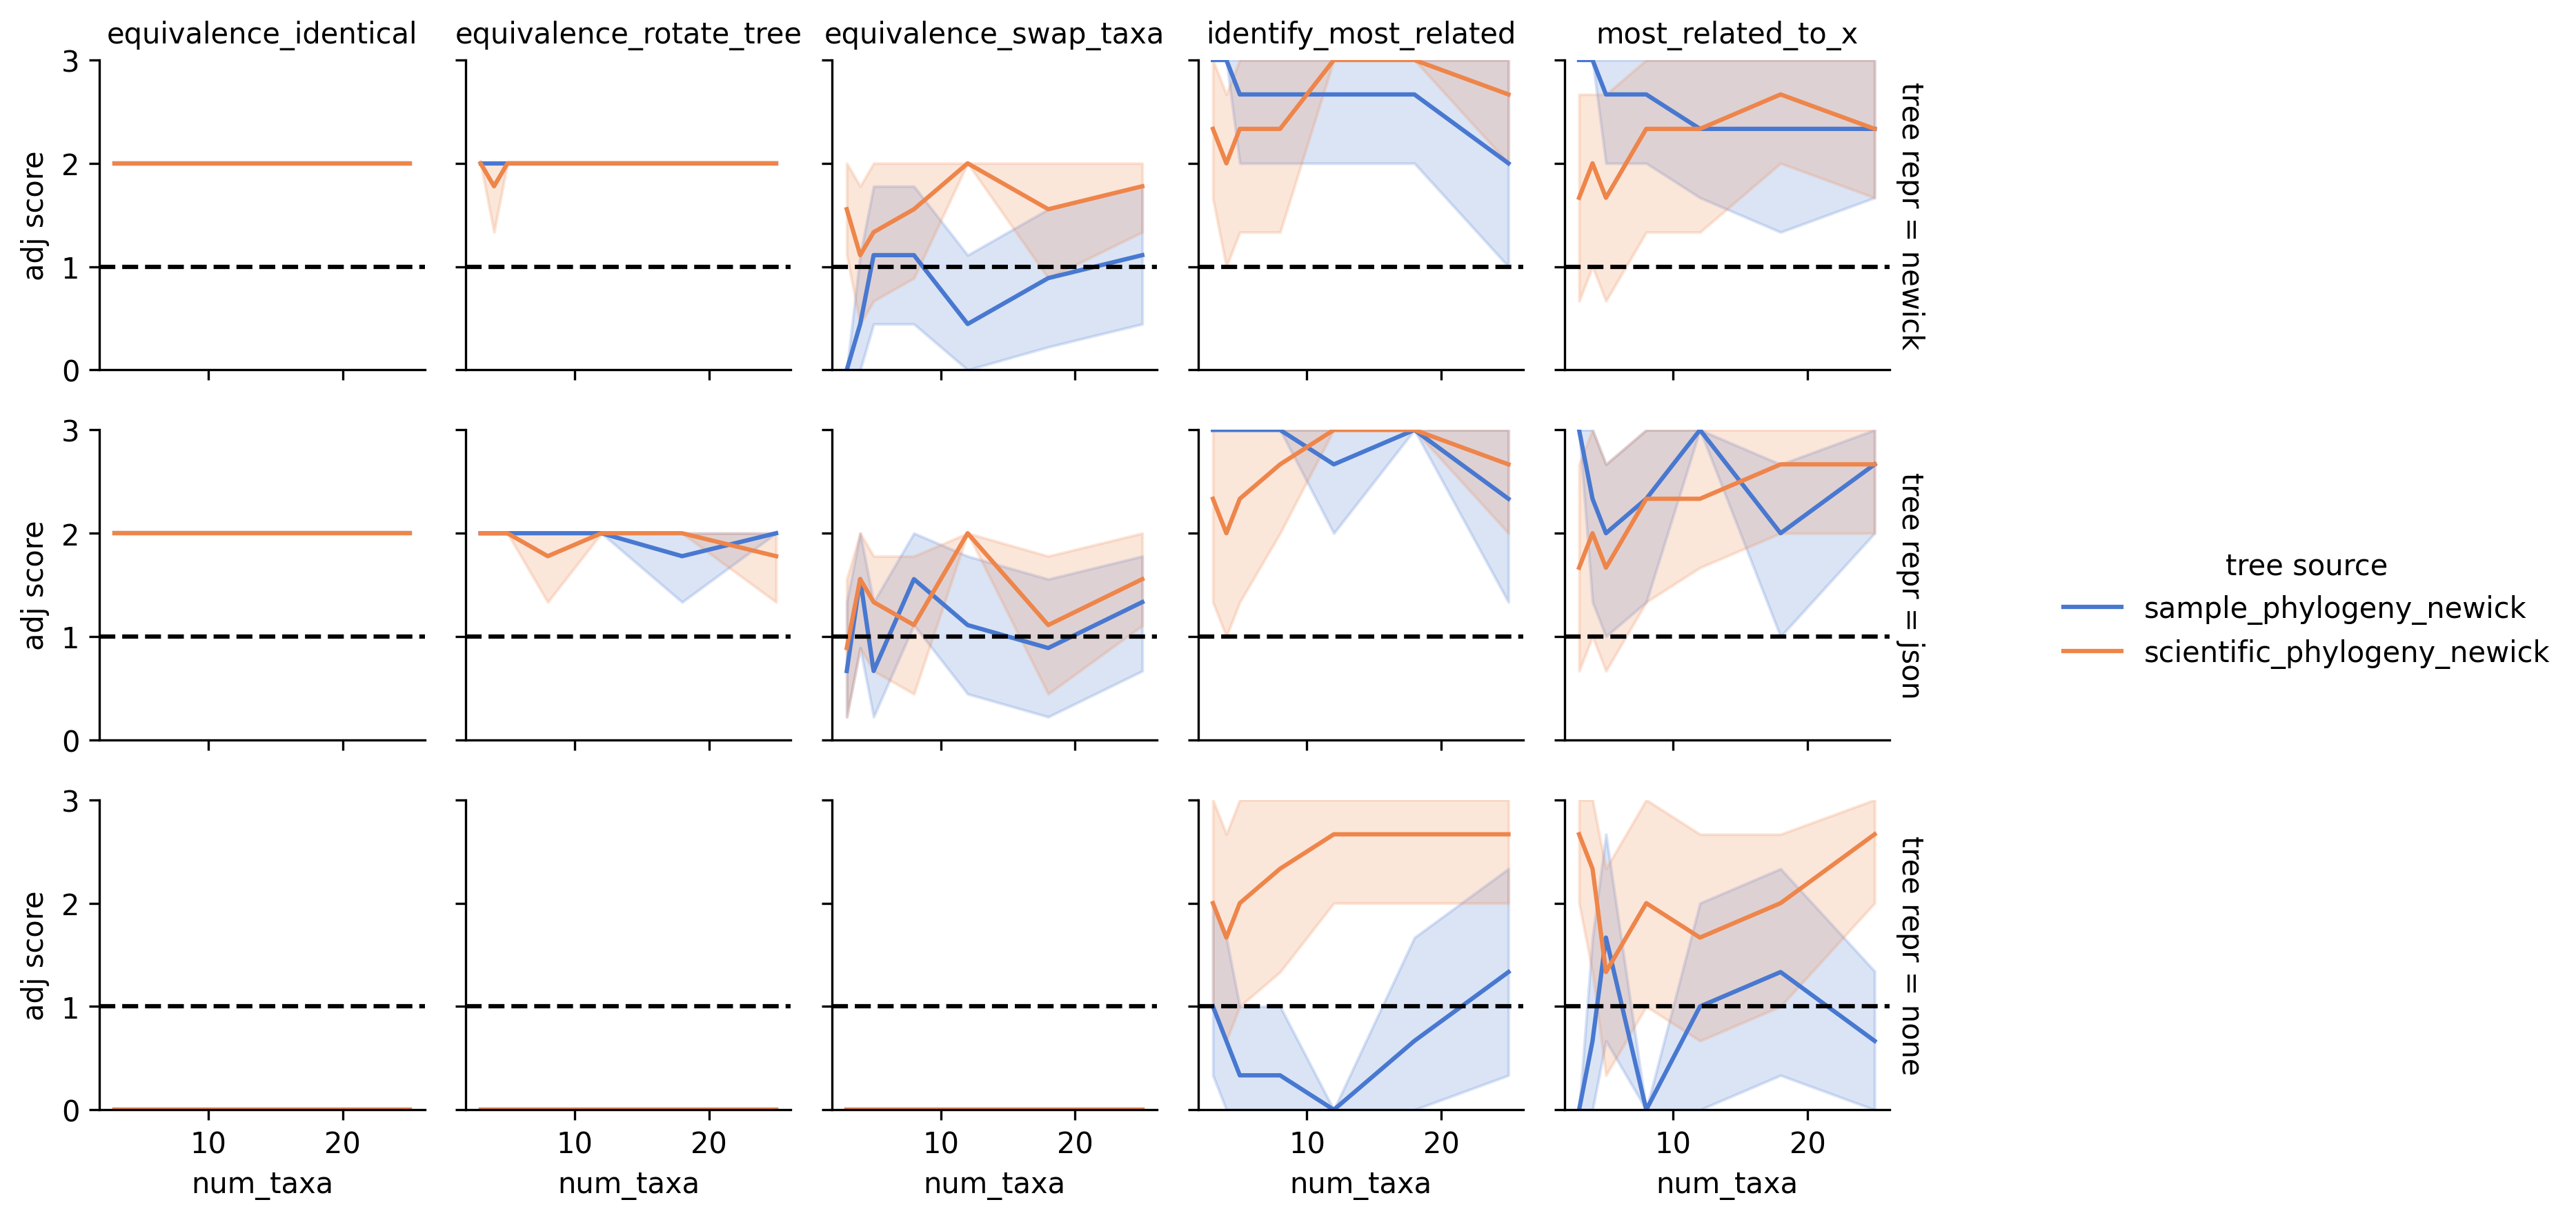 equivalence_identical
equivalence_rotate_tree
equivalence_swap_taxa
identify_most_related
most_related_to_x
3
2
1
0
adj score
tree repr = newick
3
2
1
0
adj score
tree repr = json
tree source
sample_phylogeny_newick
scientific_phylogeny_newick
3
2
1
0
adj score
tree repr = none
10 20
10 20
10 20
10 20
10 20
num_taxa
num_taxa
num_taxa
num_taxa
num_taxa